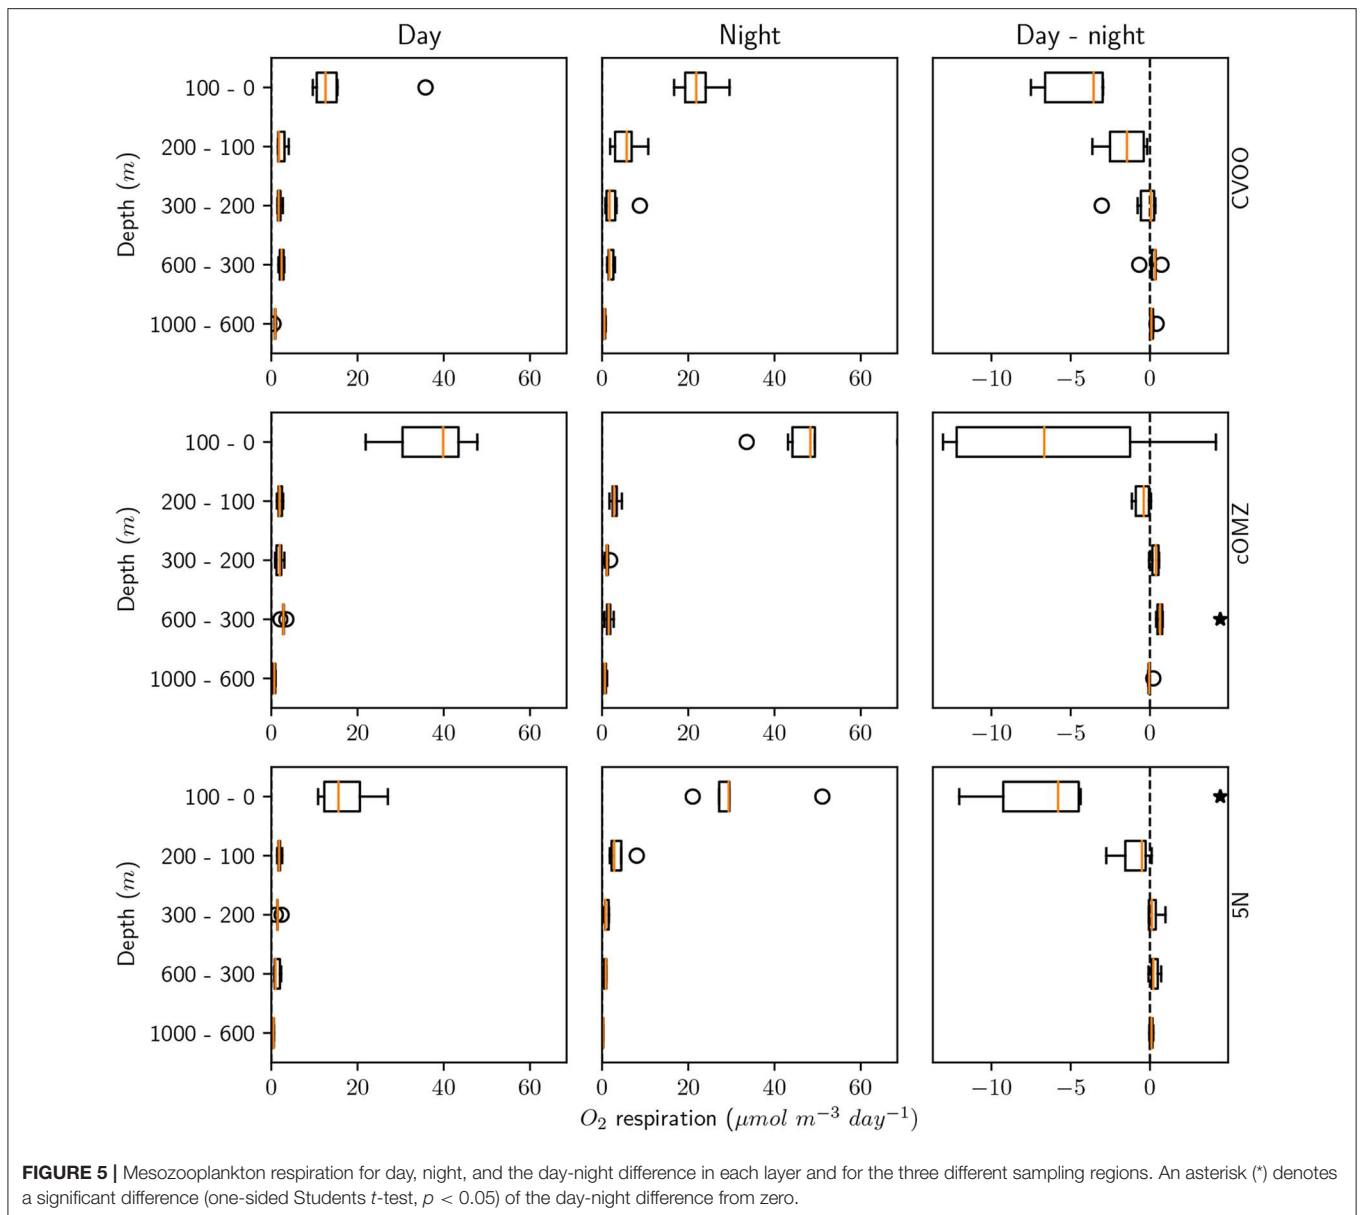 Day Night Day - night
100 - 0
200 - 100
300 - 200
600 - 300
1000 - 600
Depth (m)
0 20 40 60 0 20 40 60 −10 −5 0
CVOO
100 - 0
200 - 100
300 - 200
600 - 300
1000 - 600
Depth (m)
0 20 40 60 0 20 40 60 −10 −5 0
cOMZ
100 - 0
200 - 100
300 - 200
600 - 300
1000 - 600
Depth (m)
0 20 40 60 0 20 40 60 −10 −5 0
5N
O₂ respiration (μmol m⁻³ day⁻¹)
FIGURE 5 | Mesozooplankton respiration for day, night, and the day-night difference in each layer and for the three different sampling regions. An asterisk (*) denotes
a significant difference (one-sided Students t-test, p < 0.05) of the day-night difference from zero.